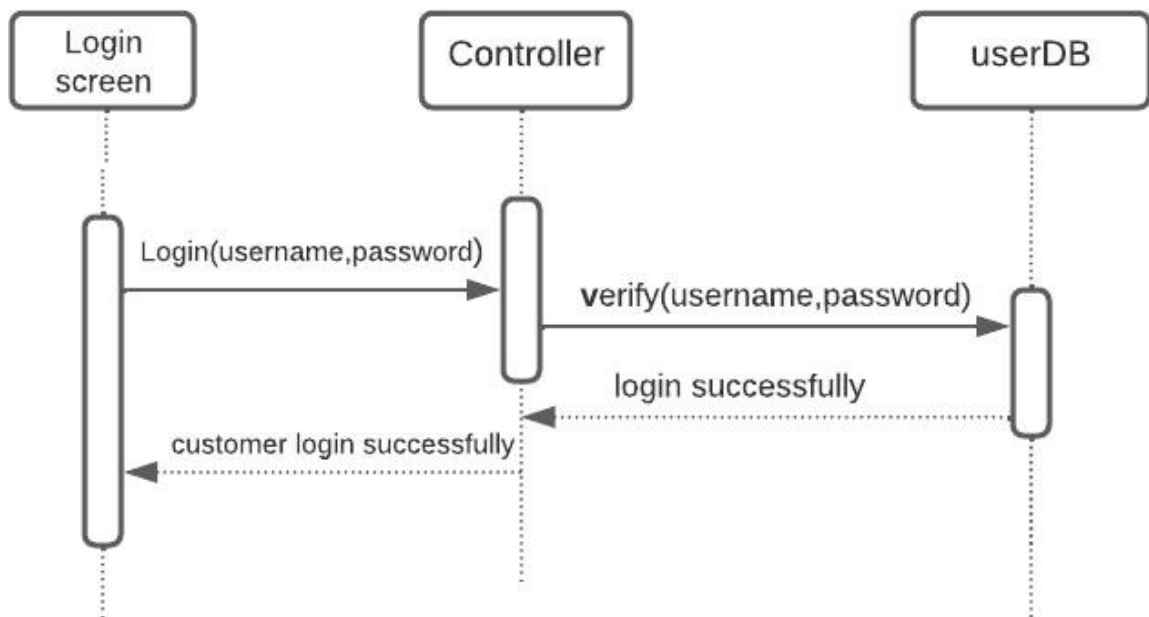 Login
screen
Controller
userDB
Login(username,password)
verify(username,password)
login successfully
customer login successfully